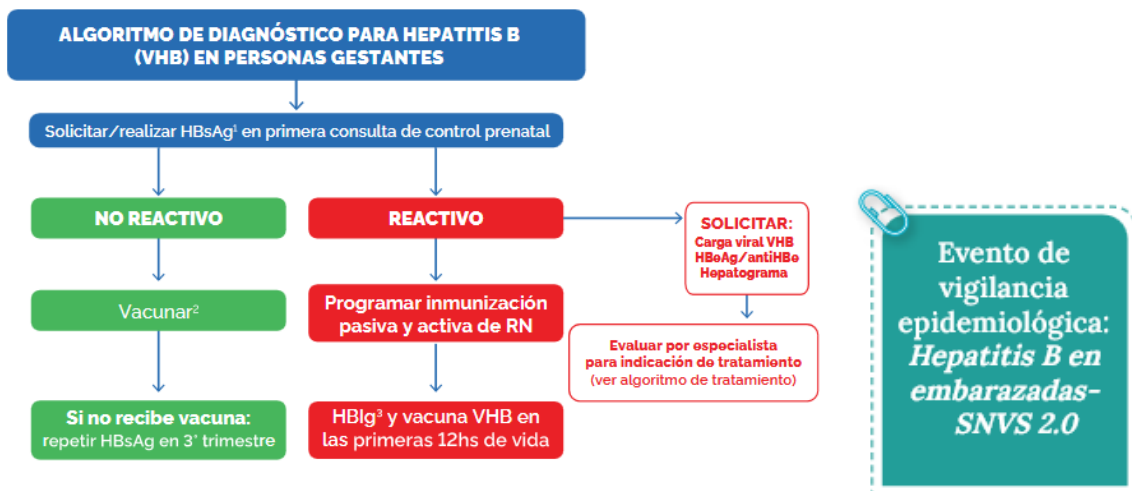 ALGORITMO DE DIAGNÓSTICO PARA HEPATITIS B
(VHB) EN PERSONAS GESTANTES
Solicitar/realizar HBsAg¹ en primera consulta de control prenatal
NO REACTIVO
REACTIVO
SOLICITAR:
Carga viral VHB
HBeAg/antiHBe
Hepatograma
Vacunar²
Programar inmunización
pasiva y activa de RN
Evaluar por especialista
para indicación de tratamiento
(ver algoritmo de tratamiento)
Si no recibe vacuna:
repetir HBsAg en 3° trimestre
HBIg³ y vacuna VHB en
las primeras 12hs de vida
Evento de
vigilancia
epidemiológica:
Hepatitis B en
embarazadas-
SNVS 2.0